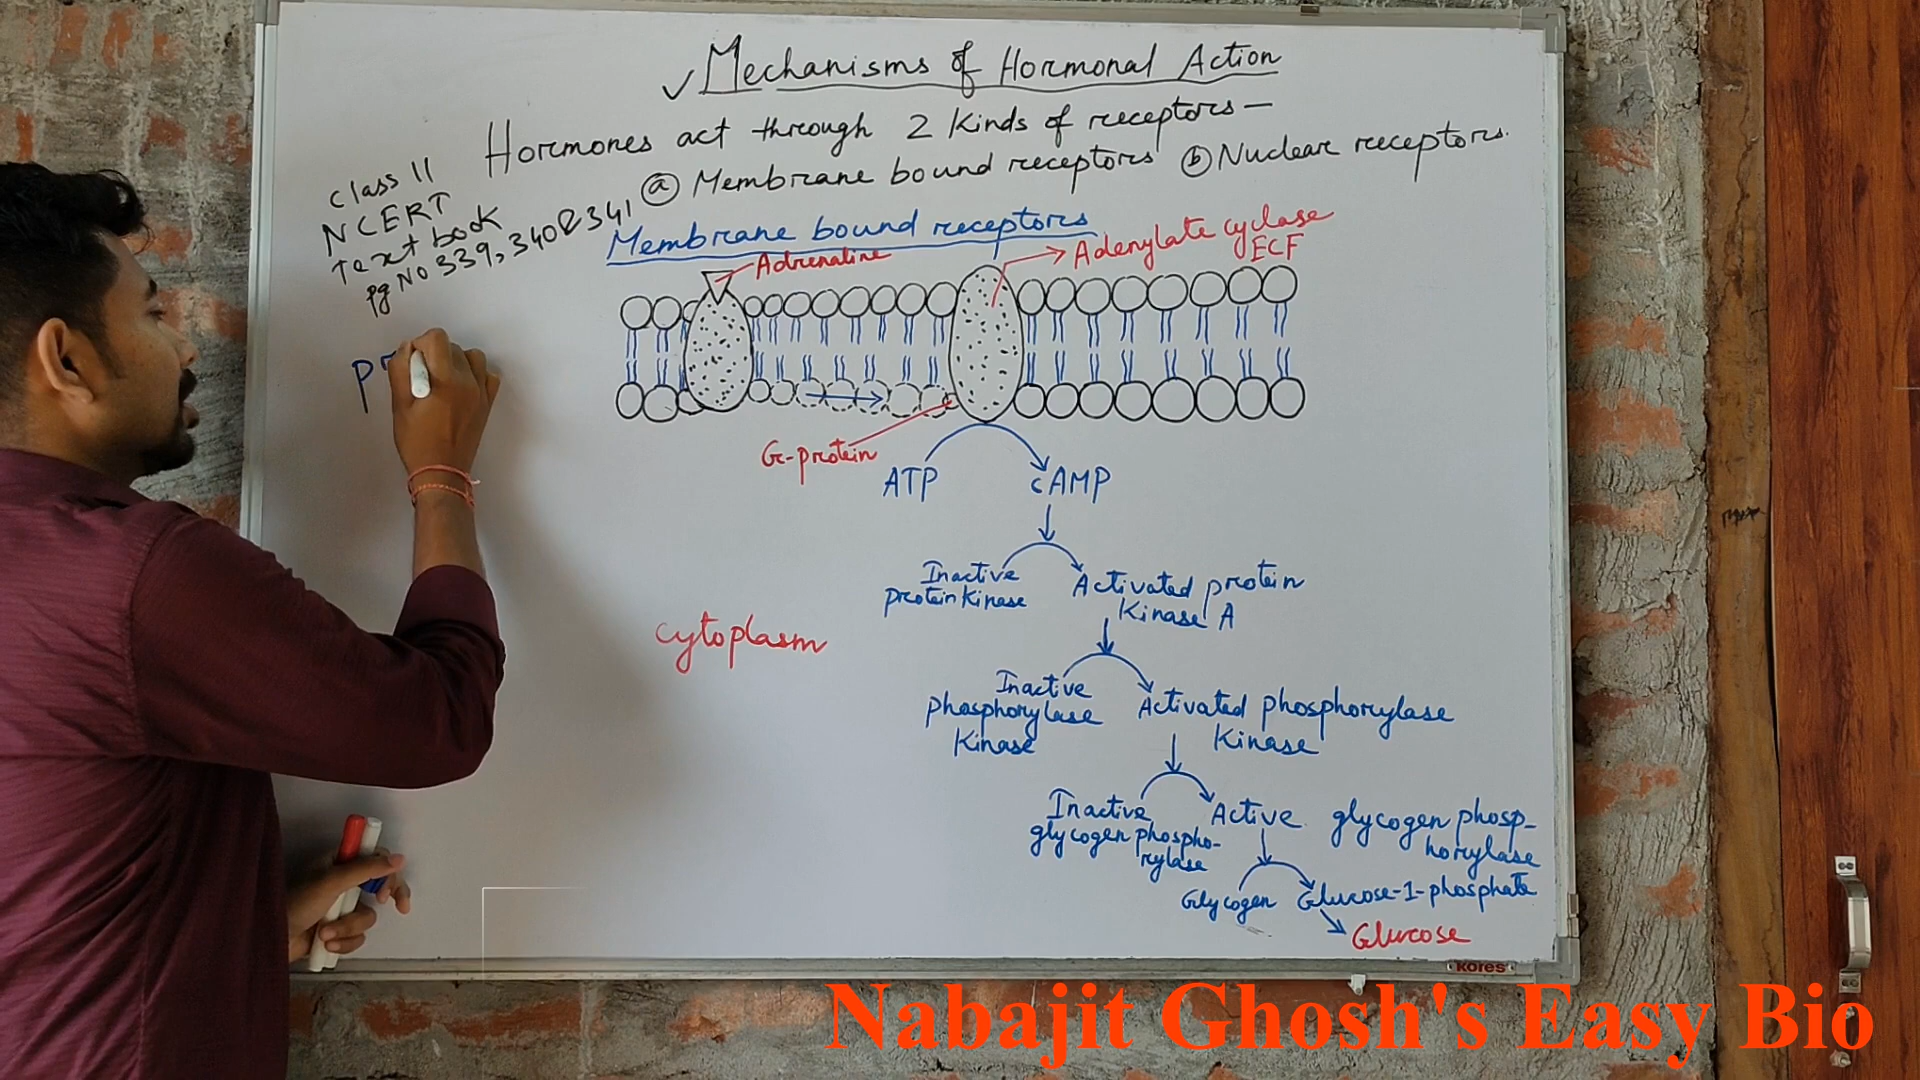 Mechanisms of Hormonal Action
Hormones act through 2 kinds of receptors —
ⓐ Membrane bound receptors ⓑ Nuclear receptors.
Class 11
NCERT
Text book
pg No 339, 340 & 341
Membrane bound receptors
Adrenaline
Adenylate cyclase
ECF
G-protein
ATP
cAMP
Inactive
protein kinase
Activated protein
kinase A
cytoplasm
Inactive
phosphorylase
kinase
Activated phosphorylase
kinase
Inactive
glycogen phospho-
rylase
Active glycogen phosp-
horylase
Glycogen
Glucose-1-phosphate
Glucose
kores
Nabajit Ghosh's Easy Bio